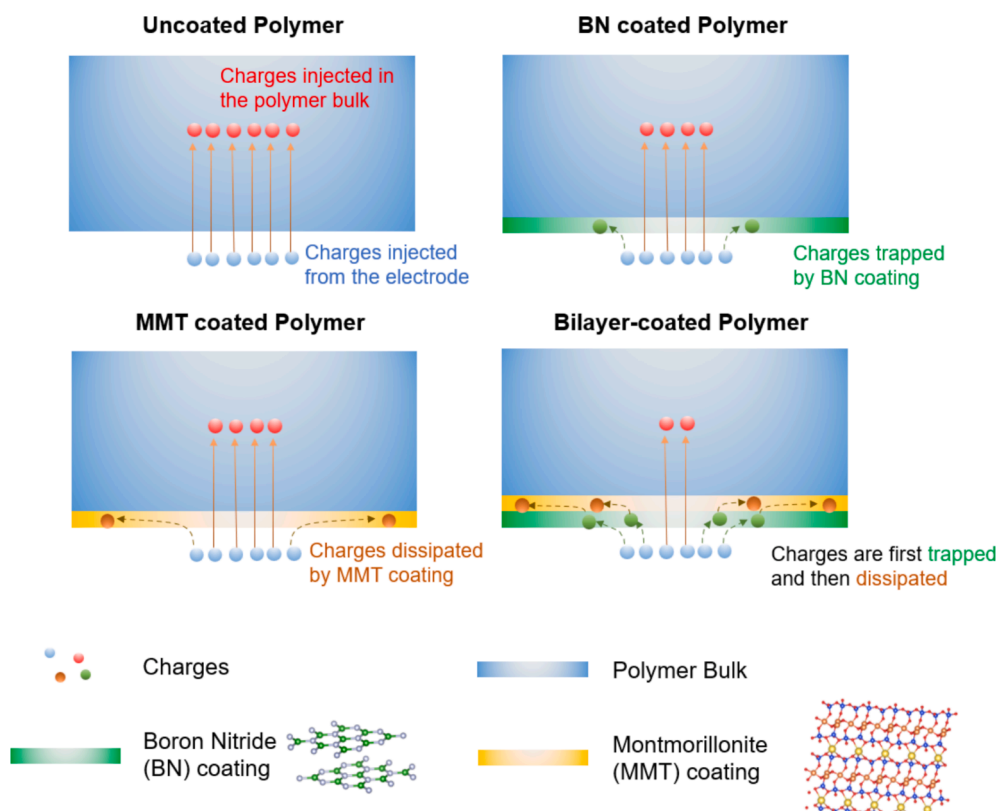 Uncoated Polymer
Charges injected in
the polymer bulk
Charges injected
from the electrode
BN coated Polymer
Charges trapped
by BN coating
MMT coated Polymer
Charges dissipated
by MMT coating
Bilayer-coated Polymer
Charges are first trapped
and then dissipated
Charges
Polymer Bulk
Boron Nitride
(BN) coating
Montmorillonite
(MMT) coating